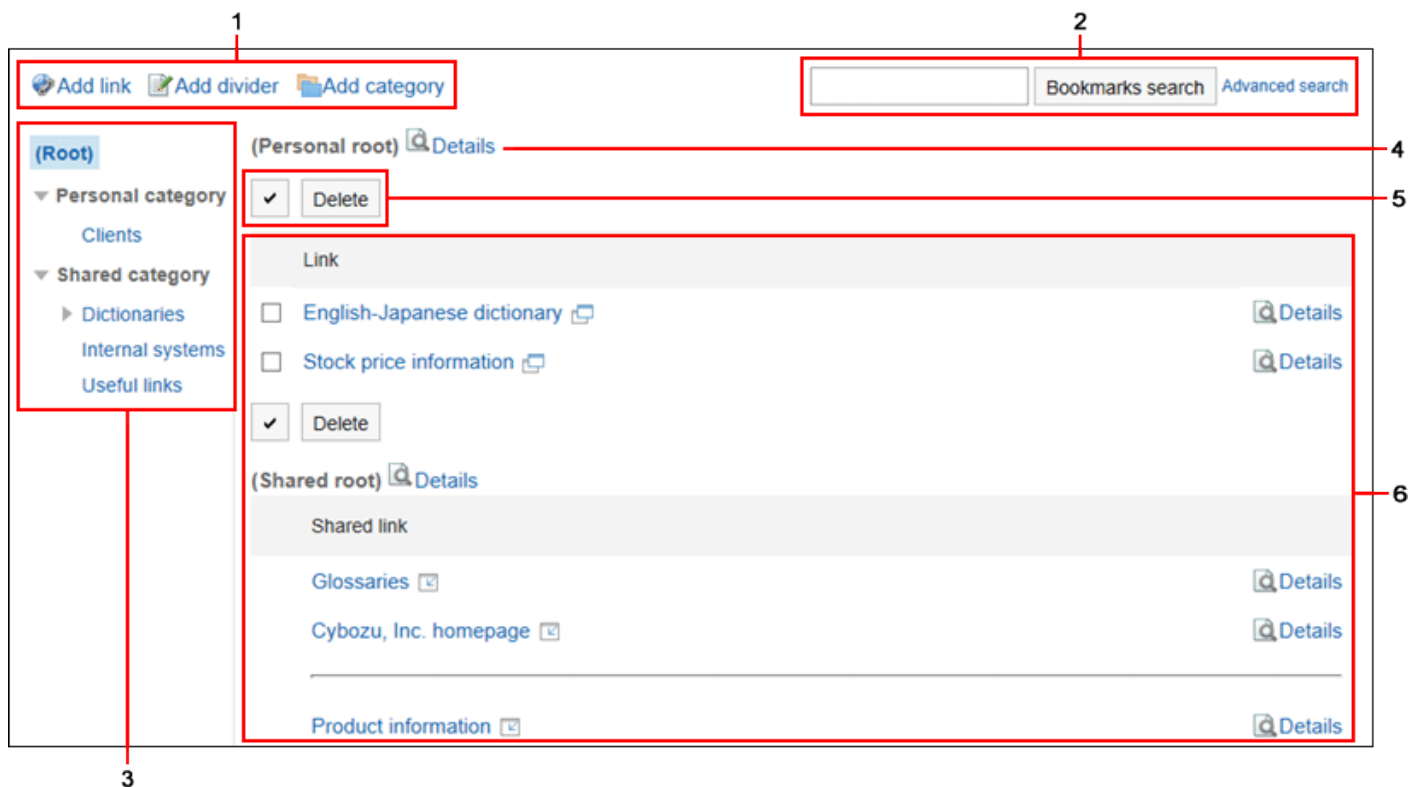 1
2
Add link Add divider Add category
Bookmarks search Advanced search
(Root)
Personal category
Clients
Shared category
Dictionaries
Internal systems
Useful links
3
(Personal root) Details
4
Delete
5
Link
English-Japanese dictionary Details
Stock price information Details
Delete
(Shared root) Details
6
Shared link
Glossaries Details
Cybozu, Inc. homepage Details
Product information Details